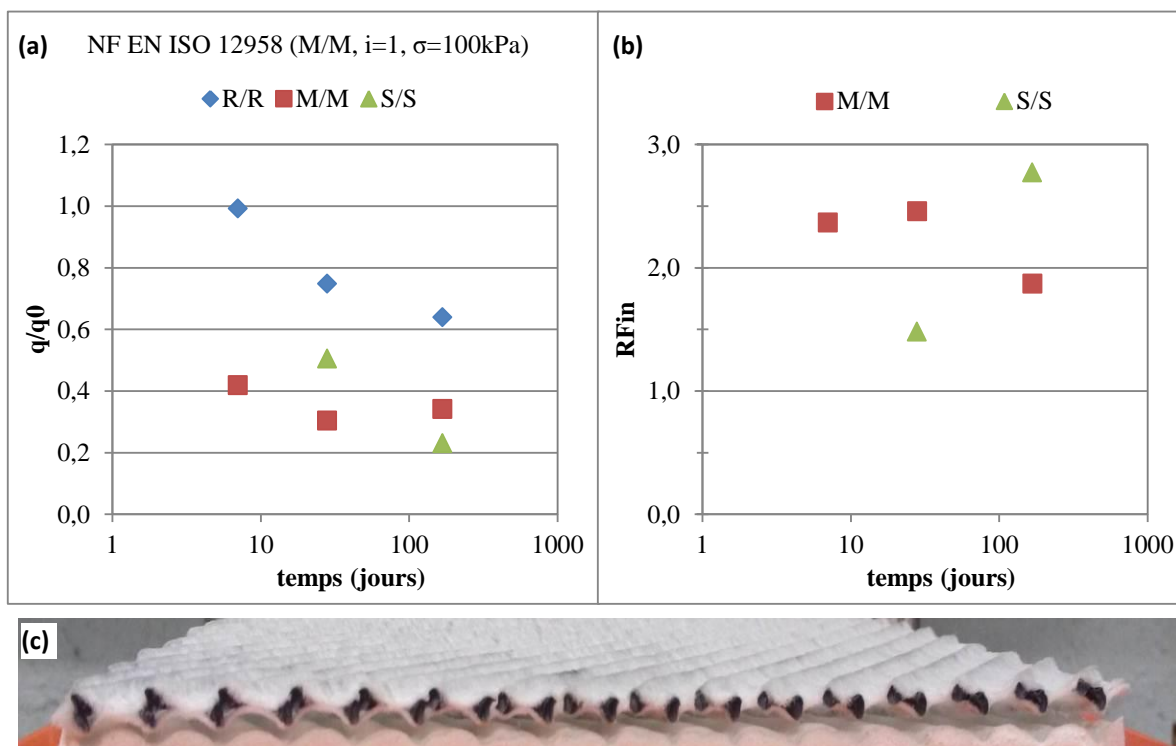 (a) NF EN ISO 12958 (M/M, i=1, σ=100kPa)
R/R M/M S/S
1,2
1,0
0,8
0,6
0,4
0,2
0,0
q/q0
1 10 100 1000
temps (jours)
(b)
M/M S/S
3,0
2,0
1,0
0,0
RFin
1 10 100 1000
temps (jours)
(c)